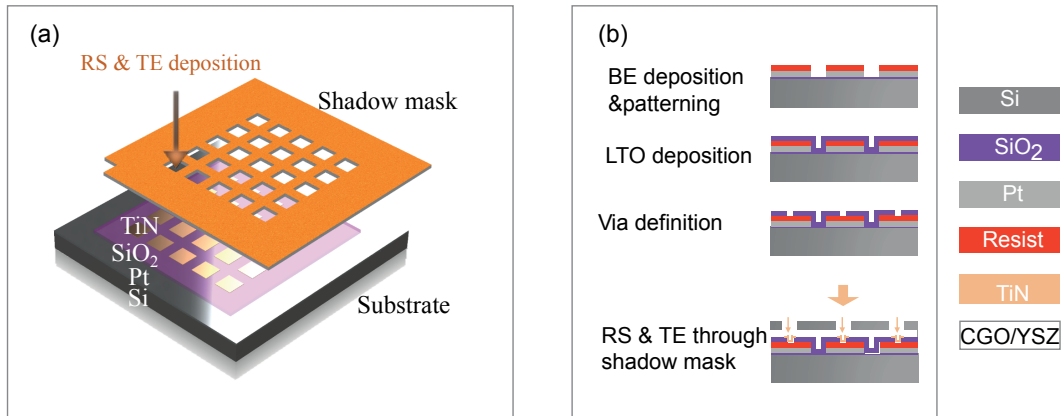 (a)
RS & TE deposition
Shadow mask
TiN
SiO2
Pt
Si
Substrate
(b)
BE deposition
&patterning
LTO deposition
Via definition
RS & TE through
shadow mask
Si
SiO2
Pt
Resist
TiN
CGO/YSZ